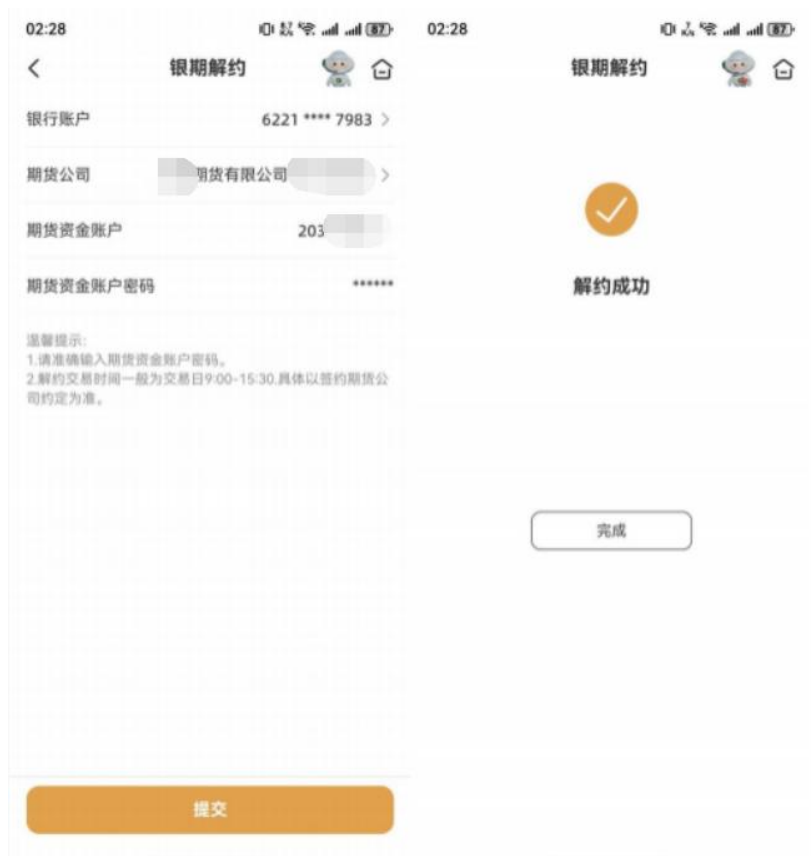 02:28
87
银期解约
银行账户
6221 **** 7983
期货公司
期货有限公司
期货资金账户
203
期货资金账户密码
******
温馨提示:
1.请准确输入期货资金账户密码。
2.解约交易时间一般为交易日9:00-15:30,具体以签约期货公
司约定为准。
提交
02:28
87
银期解约
解约成功
完成